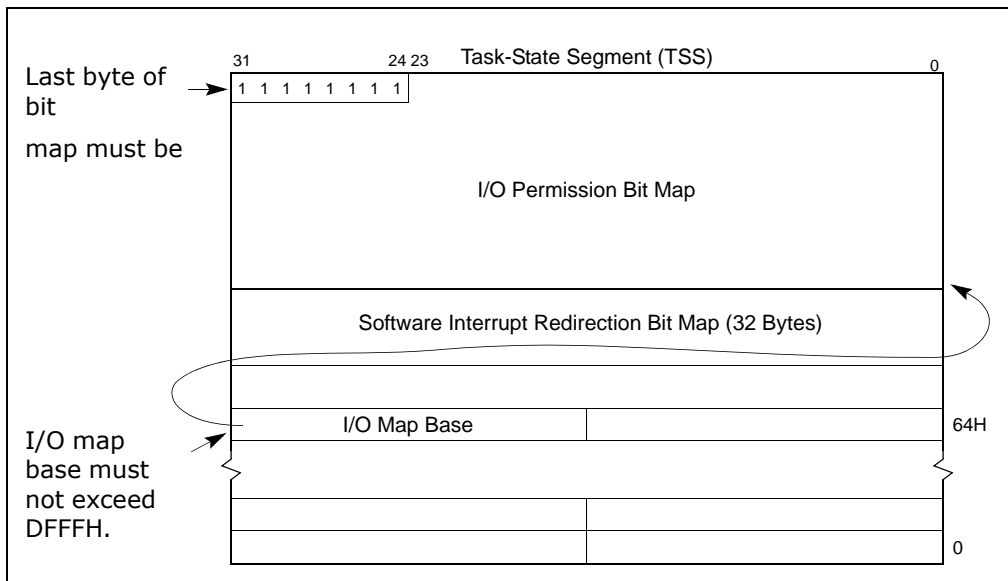 Task-State Segment (TSS)
31
24 23
0
Last byte of
bit
map must be
1 1 1 1 1 1 1 1
I/O Permission Bit Map
Software Interrupt Redirection Bit Map (32 Bytes)
I/O Map Base
64H
I/O map
base must
not exceed
DFFFH.
0